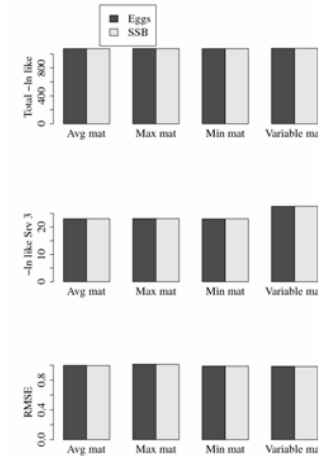 Eggs
SSB
Total −ln like
0 400 800
Avg mat Max mat Min mat Variable ma
−ln like Srv 3
0 10 20
Avg mat Max mat Min mat Variable ma
RMSE
0.0 0.4 0.8
Avg mat Max mat Min mat Variable ma